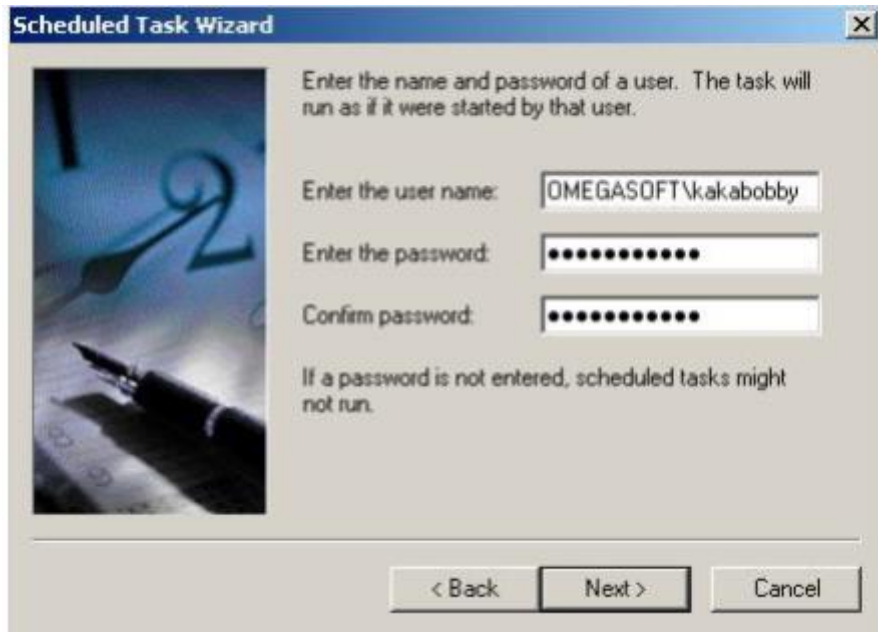 Scheduled Task Wizard
Enter the name and password of a user. The task will
run as if it were started by that user.
Enter the user name: OMEGASOFT\kakabobby
Enter the password: ●●●●●●●●●●●
Confirm password: ●●●●●●●●●●●
If a password is not entered, scheduled tasks might
not run.
< Back Next > Cancel